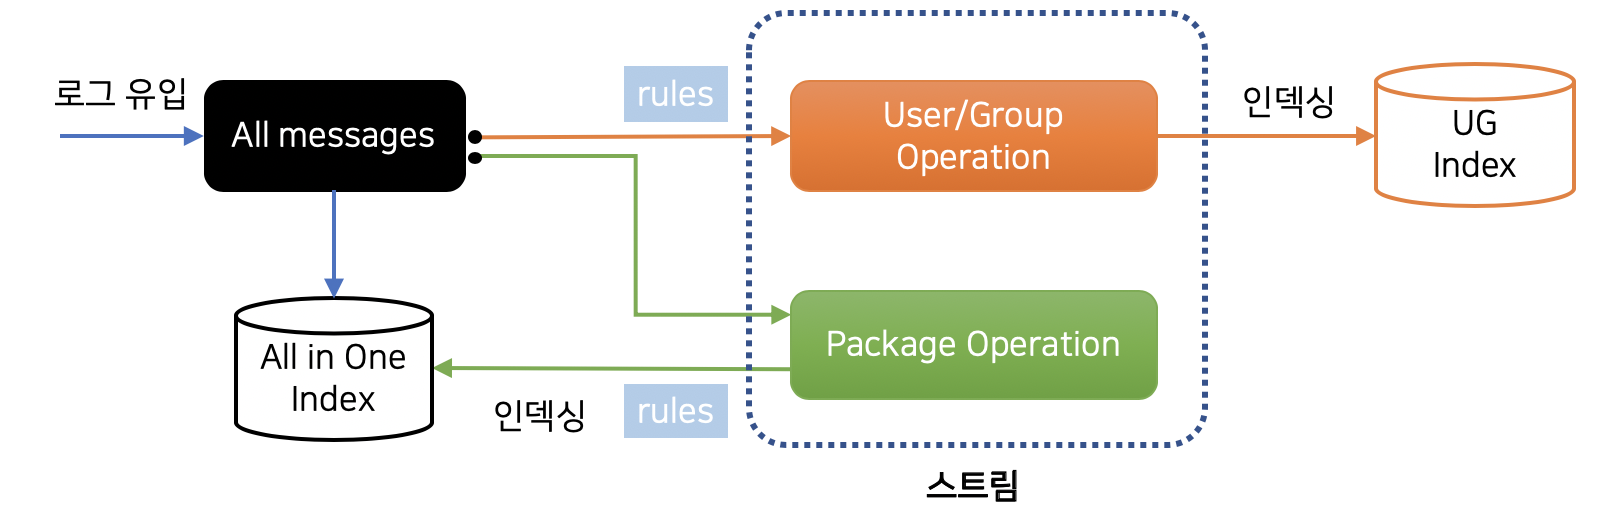 로그 유입
All messages
rules
User/Group
Operation
인덱싱
UG
Index
Package Operation
All in One
Index
인덱싱
rules
스트림